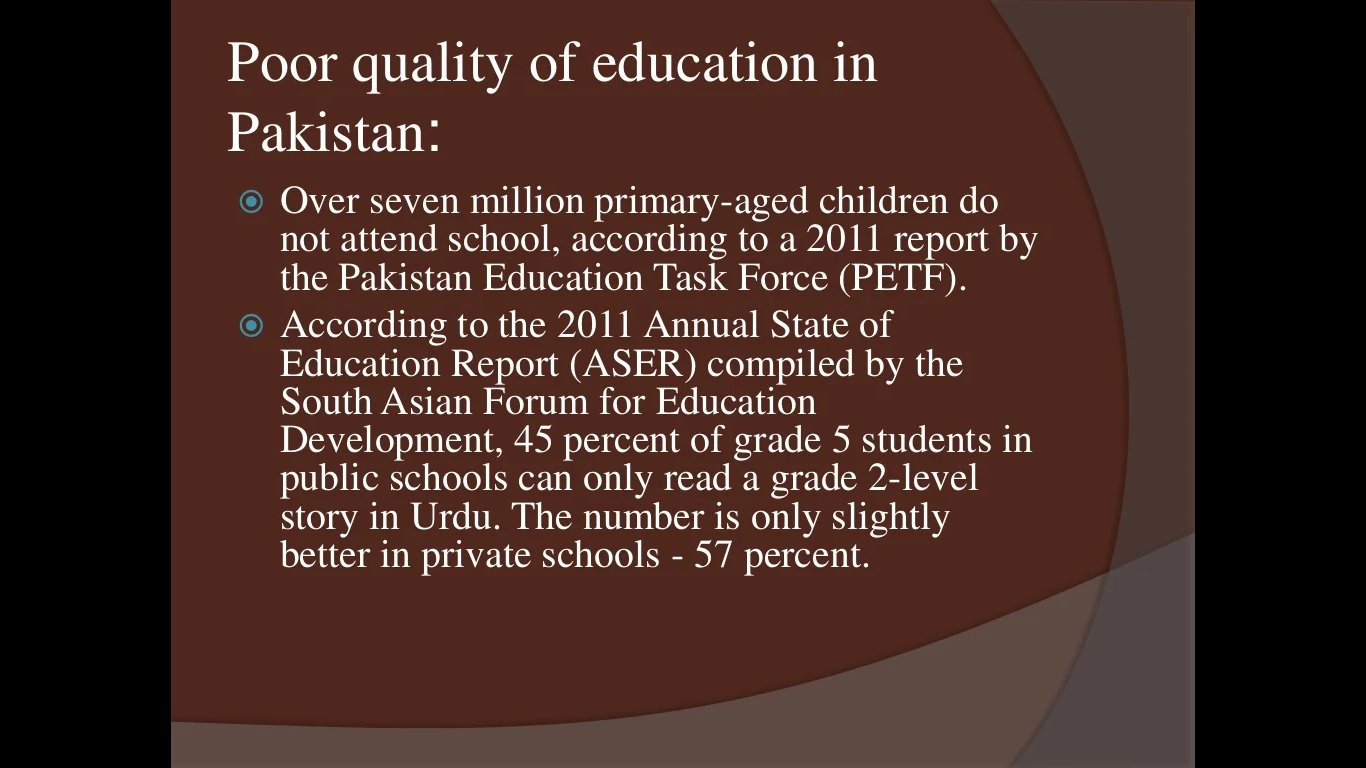 Poor quality of education in
Pakistan:
Over seven million primary-aged children do
not attend school, according to a 2011 report by
the Pakistan Education Task Force (PETF).
According to the 2011 Annual State of
Education Report (ASER) compiled by the
South Asian Forum for Education
Development, 45 percent of grade 5 students in
public schools can only read a grade 2-level
story in Urdu. The number is only slightly
better in private schools - 57 percent.